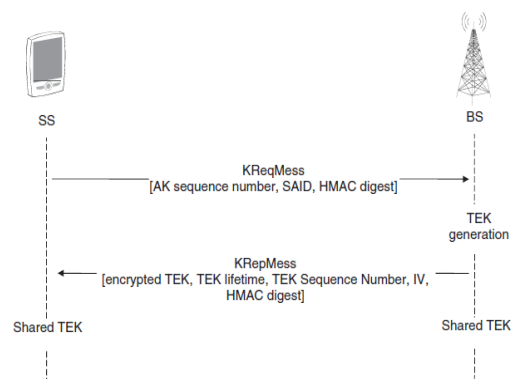 SS
BS
KReqMess
[AK sequence number, SAID, HMAC digest]
TEK
generation
KRepMess
[encrypted TEK, TEK lifetime, TEK Sequence Number, IV,
HMAC digest]
Shared TEK
Shared TEK